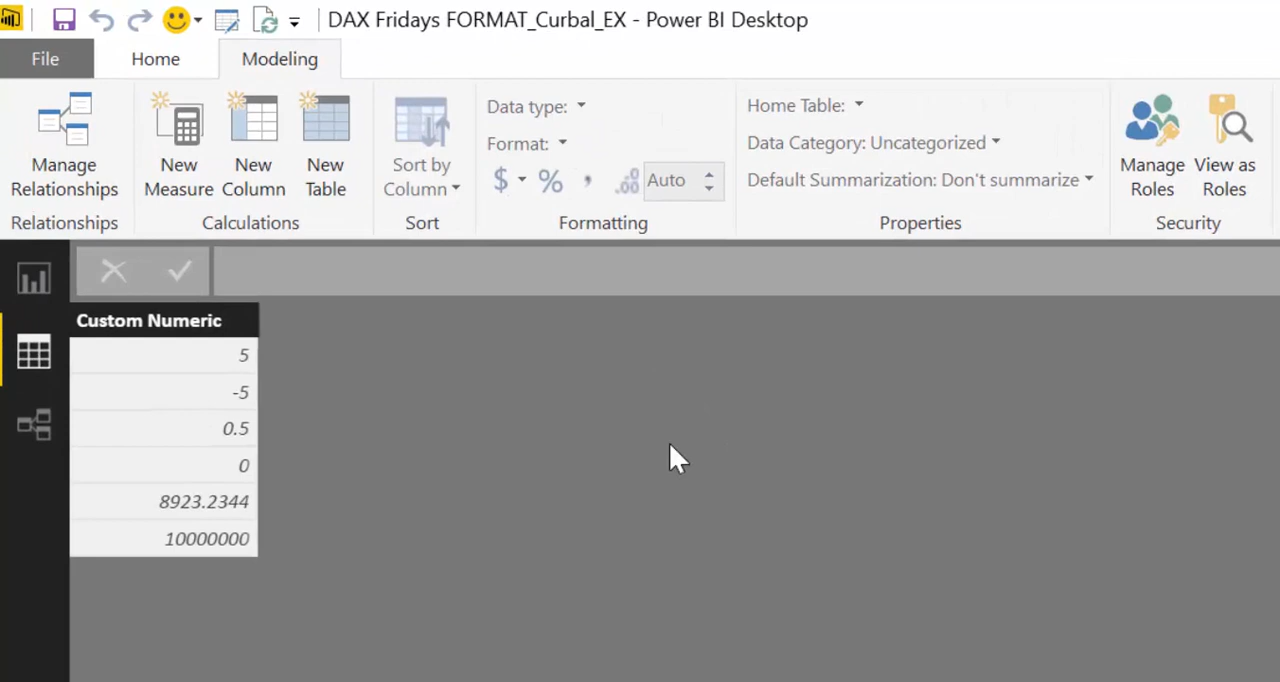 DAX Fridays FORMAT_Curbal_EX - Power BI Desktop
File
Home
Modeling
Manage
Relationships
New
Measure
New
Column
New
Table
Sort by
Column
Data type:
Format:
$ % , .00 Auto
Home Table:
Data Category: Uncategorized
Default Summarization: Don't summarize
Manage
Roles
View as
Roles
Relationships
Calculations
Sort
Formatting
Properties
Security
Custom Numeric
5
-5
0.5
0
8923.2344
10000000